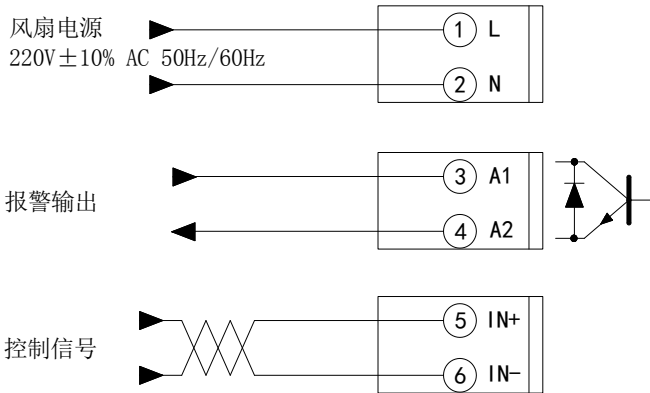 风扇电源
220V±10% AC 50Hz/60Hz
① L
② N
报警输出
③ A1
④ A2
控制信号
⑤ IN+
⑥ IN-